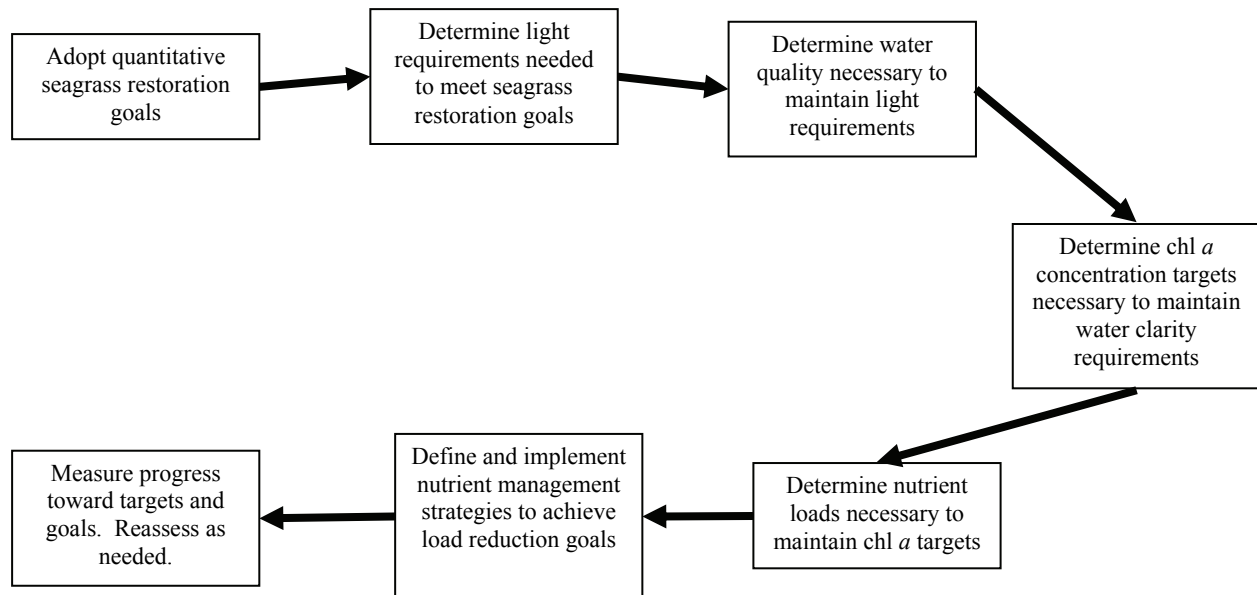 Adopt quantitative
seagrass restoration
goals
Determine light
requirements needed
to meet seagrass
restoration goals
Determine water
quality necessary to
maintain light
requirements
Determine chl a
concentration targets
necessary to maintain
water clarity
requirements
Determine nutrient
loads necessary to
maintain chl a targets
Define and implement
nutrient management
strategies to achieve
load reduction goals
Measure progress
toward targets and
goals.  Reassess as
needed.